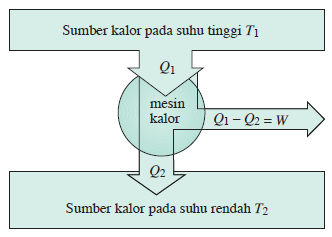 Sumber kalor pada suhu tinggi T1
Q1
mesin
kalor
Q1 – Q2 = W
Q2
Sumber kalor pada suhu rendah T2